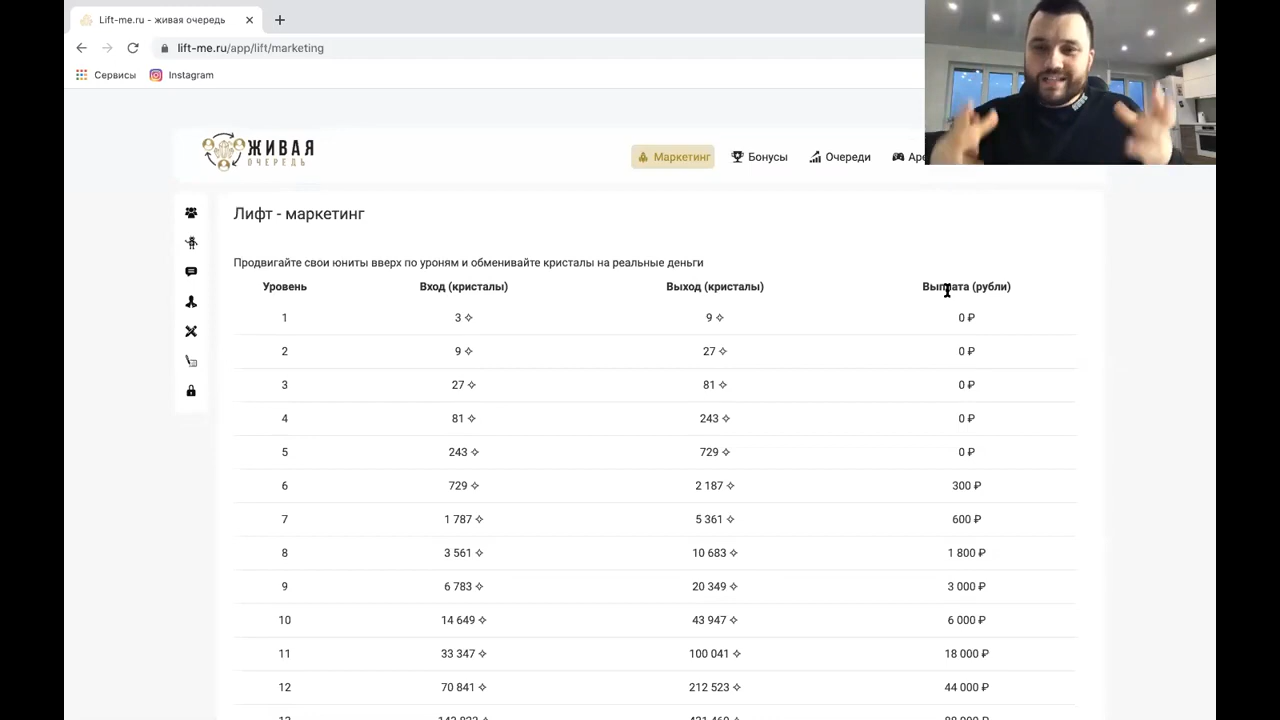 Lift-me.ru - живая очередь
lift-me.ru/app/lift/marketing
Сервисы Instagram
ЖИВАЯ
ОЧЕРЕДЬ
Маркетинг Бонусы Очереди
Лифт - маркетинг
Продвигайте свои юниты вверх по уроням и обменивайте кристалы на реальные деньги
Уровень Вход (кристалы) Выход (кристалы) Выплата (рубли)
1 3 ✧ 9 ✧ 0 ₽
2 9 ✧ 27 ✧ 0 ₽
3 27 ✧ 81 ✧ 0 ₽
4 81 ✧ 243 ✧ 0 ₽
5 243 ✧ 729 ✧ 0 ₽
6 729 ✧ 2 187 ✧ 300 ₽
7 1 787 ✧ 5 361 ✧ 600 ₽
8 3 561 ✧ 10 683 ✧ 1 800 ₽
9 6 783 ✧ 20 349 ✧ 3 000 ₽
10 14 649 ✧ 43 947 ✧ 6 000 ₽
11 33 347 ✧ 100 041 ✧ 18 000 ₽
12 70 841 ✧ 212 523 ✧ 44 000 ₽